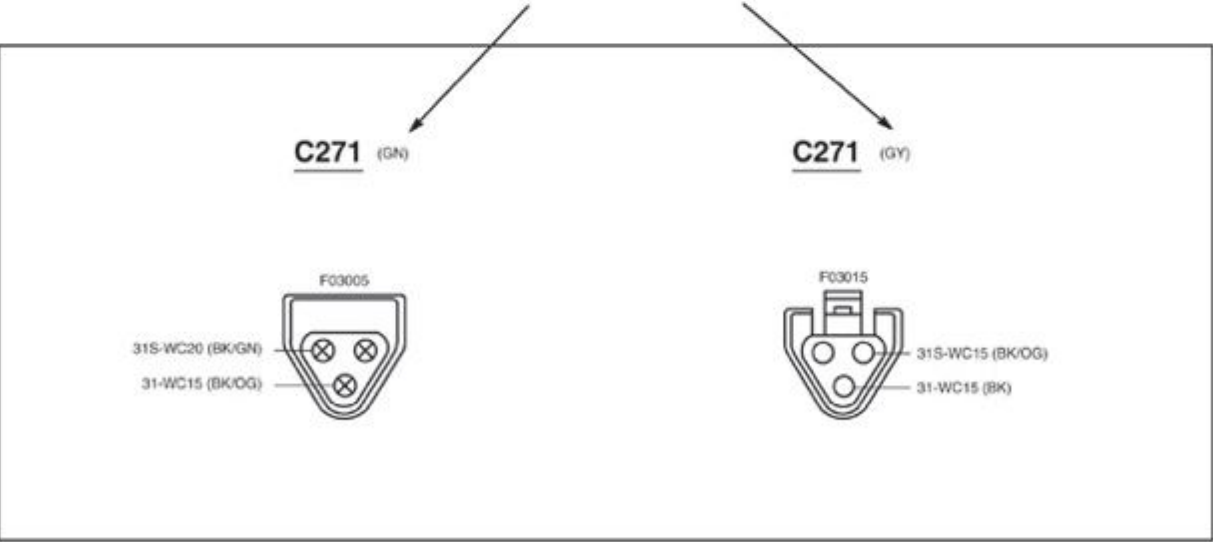 C271 (GN)
F03005
31S-WC20 (BK/GN)
31-WC15 (BK/OG)
C271 (GY)
F03015
31S-WC15 (BK/OG)
31-WC15 (BK)